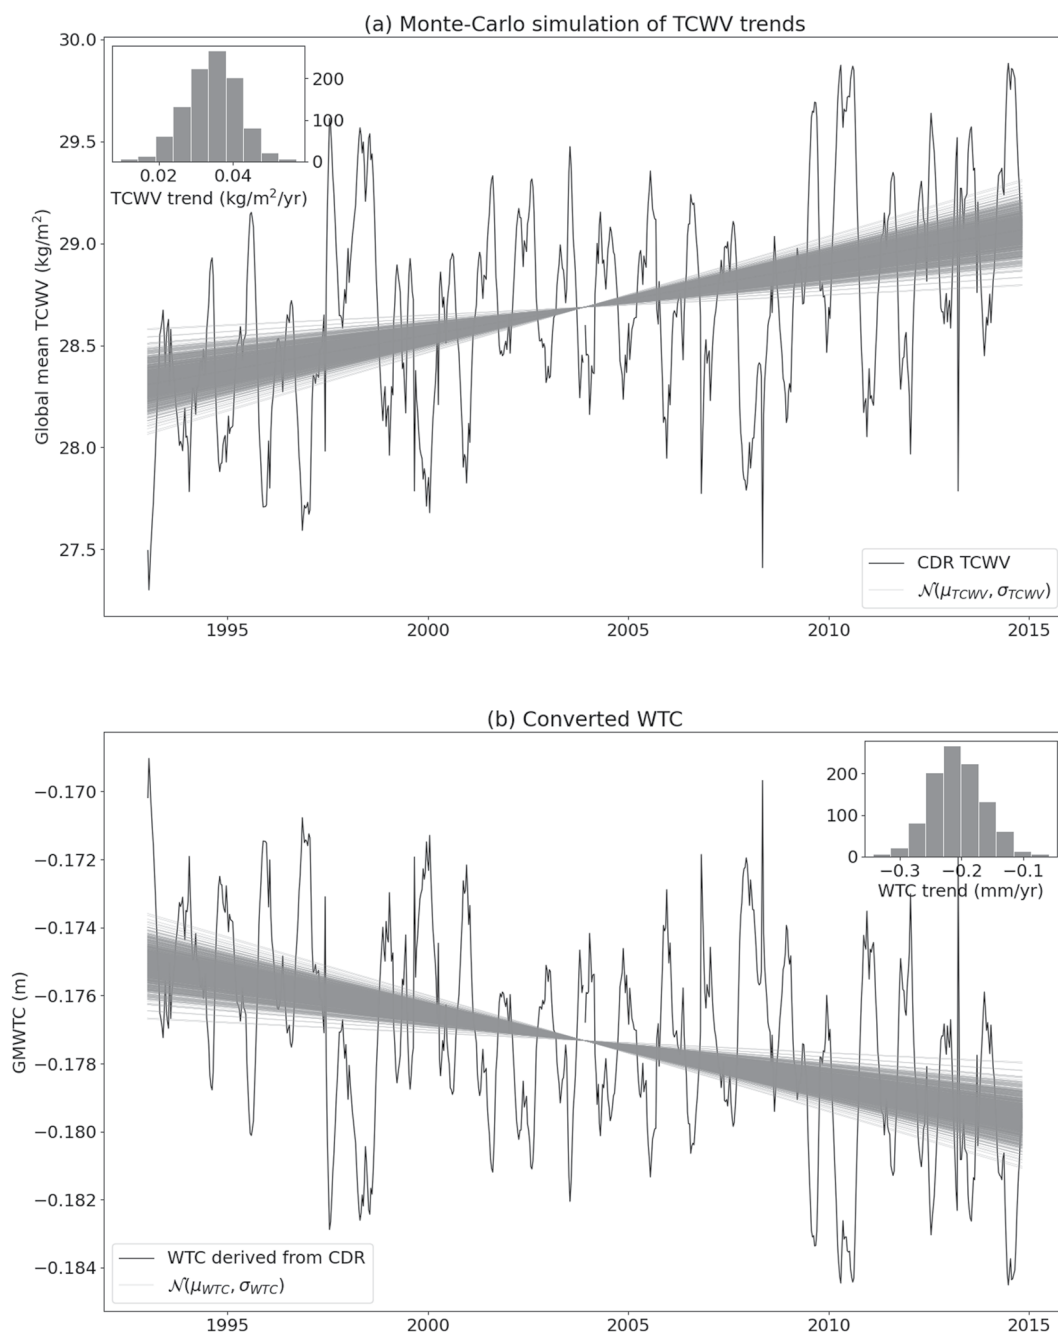 (a) Monte-Carlo simulation of TCWV trends
30.0
29.5
29.0
28.5
28.0
27.5
Global mean TCWV (kg/m²)
200
100
0
0.02 0.04
TCWV trend (kg/m²/yr)
CDR TCWV
𝒩(μ_TCWV, σ_TCWV)
1995 2000 2005 2010 2015
(b) Converted WTC
−0.170
−0.172
−0.174
−0.176
−0.178
−0.180
−0.182
−0.184
GMWTC (m)
200
100
0
−0.3 −0.2 −0.1
WTC trend (mm/yr)
WTC derived from CDR
𝒩(μ_WTC, σ_WTC)
1995 2000 2005 2010 2015